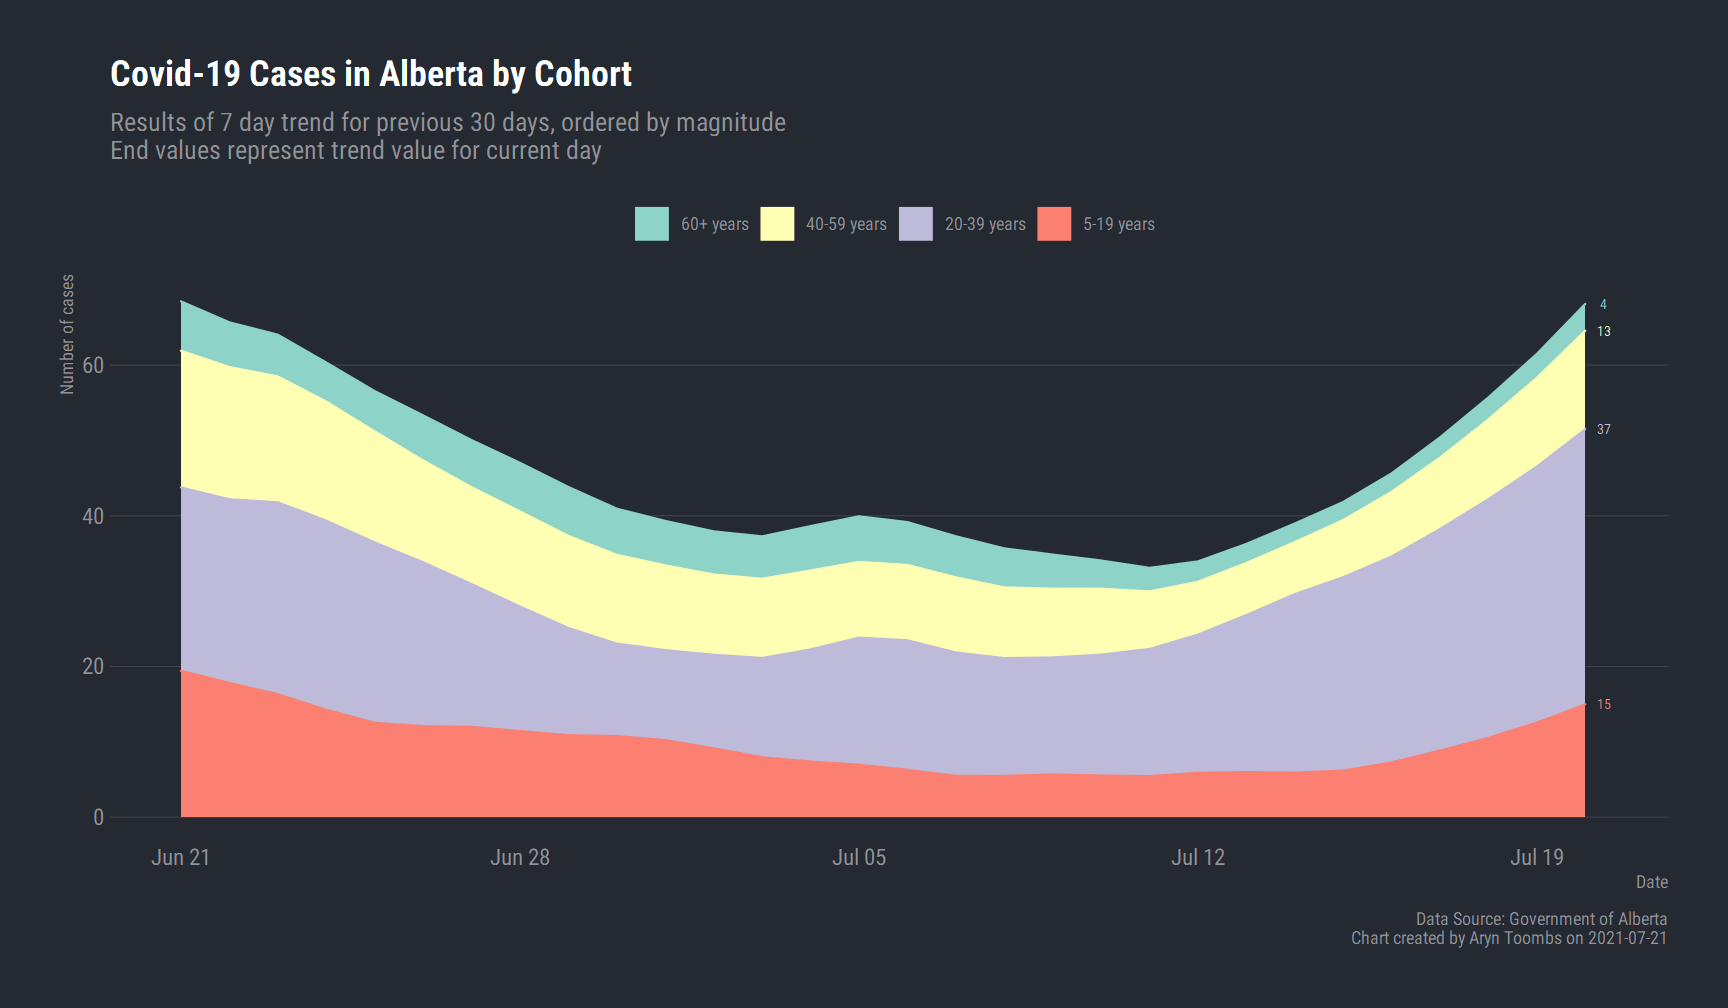 Covid-19 Cases in Alberta by Cohort
Results of 7 day trend for previous 30 days, ordered by magnitude
End values represent trend value for current day
60+ years
40-59 years
20-39 years
5-19 years
Number of cases
60
40
20
0
4
13
37
15
Jun 21
Jun 28
Jul 05
Jul 12
Jul 19
Date
Data Source: Government of Alberta
Chart created by Aryn Toombs on 2021-07-21